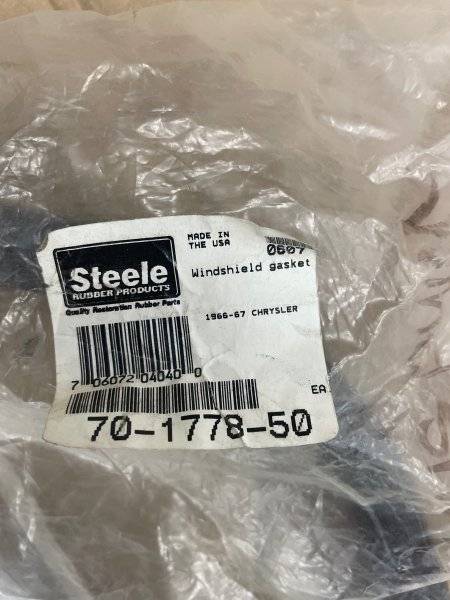 MADE IN
THE USA
0607
Steele
RUBBER PRODUCTS
Quality Restoration Rubber Parts
Windshield gasket
1966-67 CHRYSLER
7 06072 04040 0
EA
70-1778-50